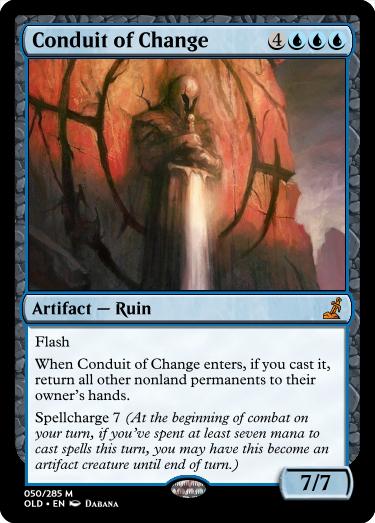 Conduit of Change 4
Artifact — Ruin
Flash
When Conduit of Change enters, if you cast it,
return all other nonland permanents to their
owner's hands.
Spellcharge 7 (At the beginning of combat on
your turn, if you've spent at least seven mana to
cast spells this turn, you may have this become an
artifact creature until end of turn.)
7/7
050/285 M
OLD • EN Dabana